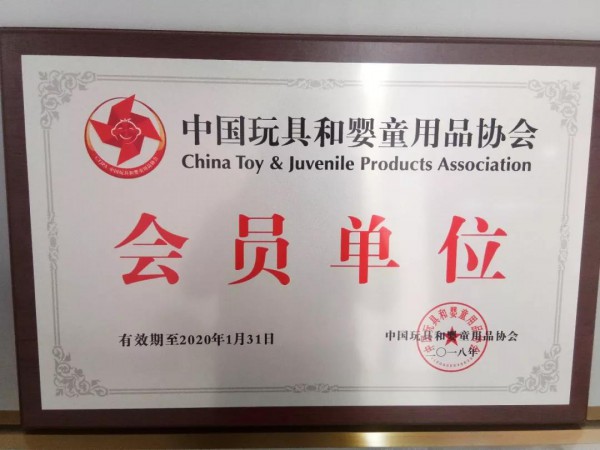 中国玩具和婴童用品协会
China Toy & Juvenile Products Association
会员单位
有效期至2020年1月31日
中国玩具和婴童用品协会
二〇一八年